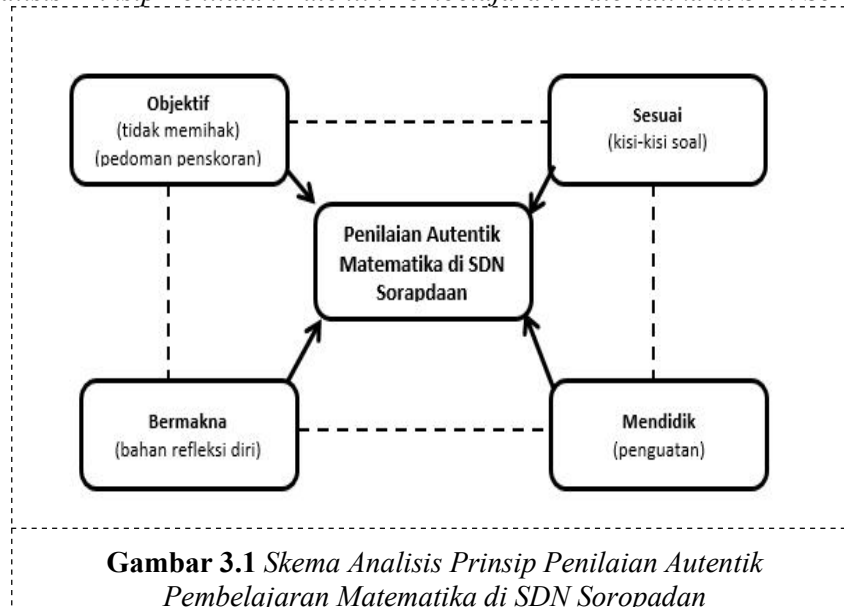 Objektif
(tidak memihak)
(pedoman penskoran)
Sesuai
(kisi-kisi soal)
Penilaian Autentik
Matematika di SDN
Sorapdaan
Bermakna
(bahan refleksi diri)
Mendidik
(penguatan)
Gambar 3.1 Skema Analisis Prinsip Penilaian Autentik
Pembelajaran Matematika di SDN Soropadan